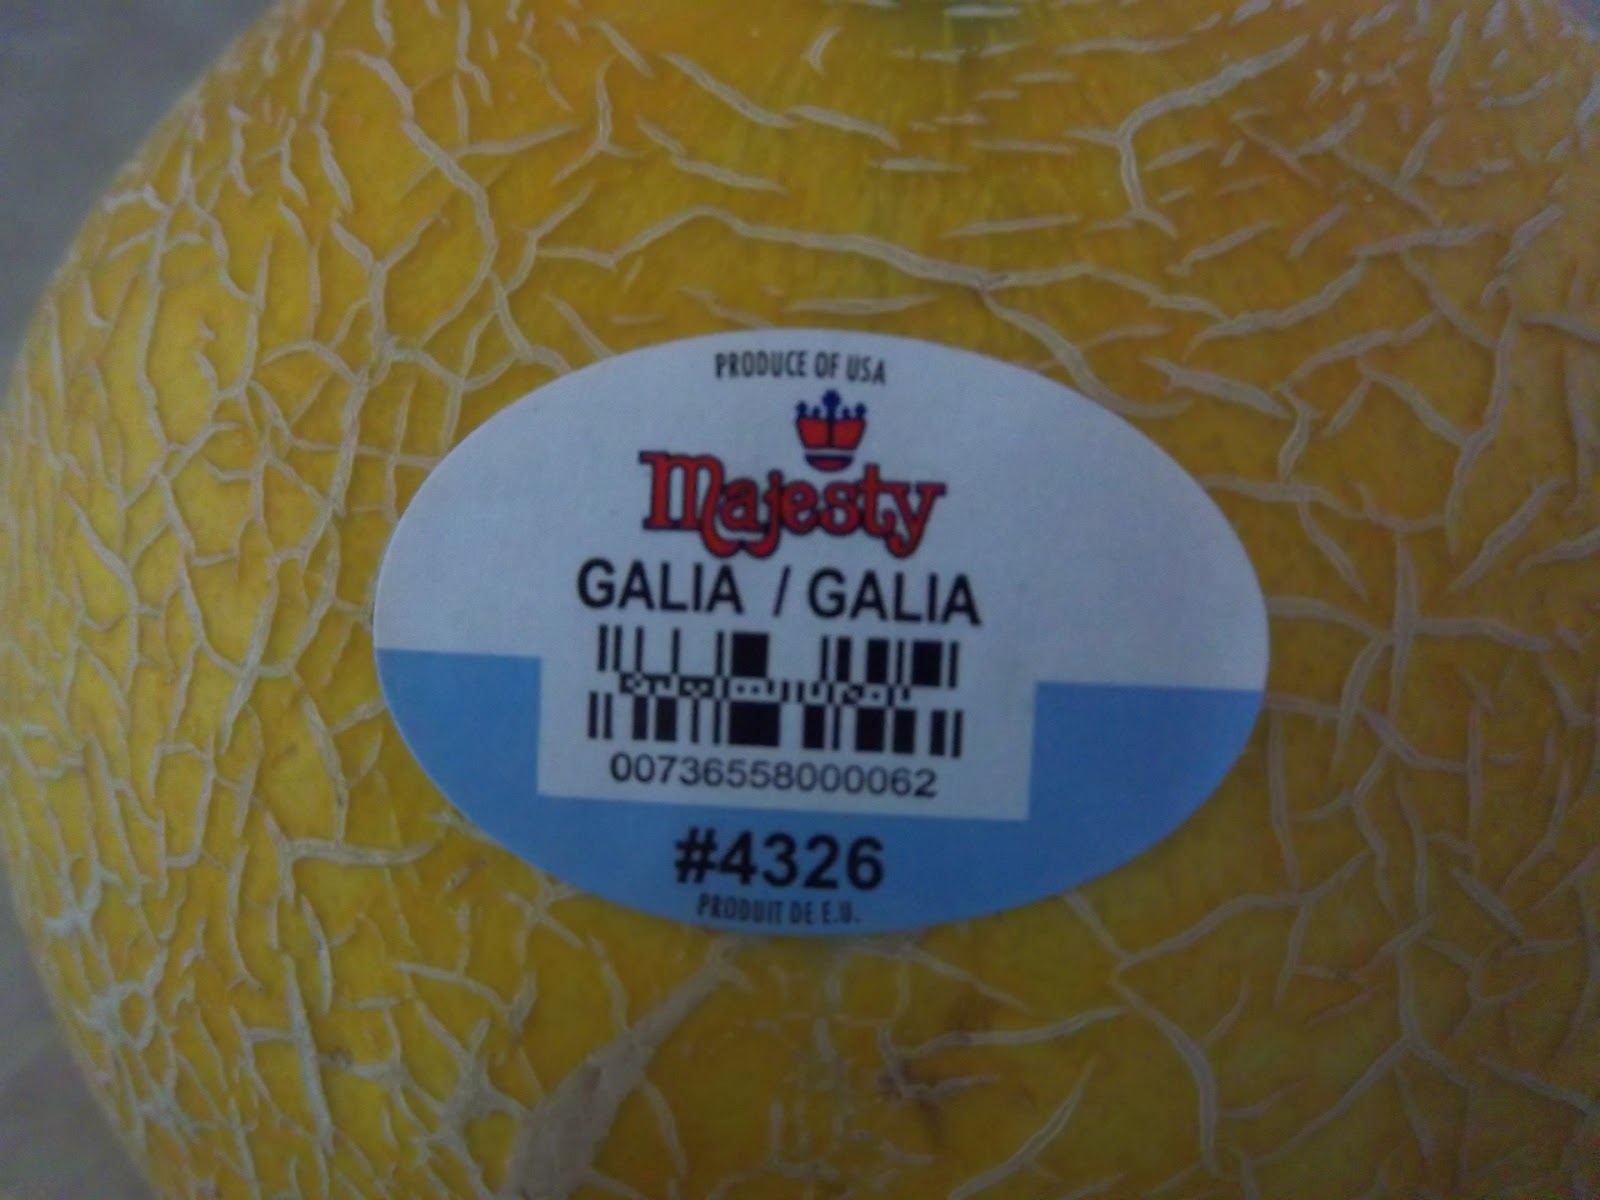 PRODUCE OF USA
Majesty
GALIA / GALIA
00736558000062
#4326
PRODUIT DE E.U.